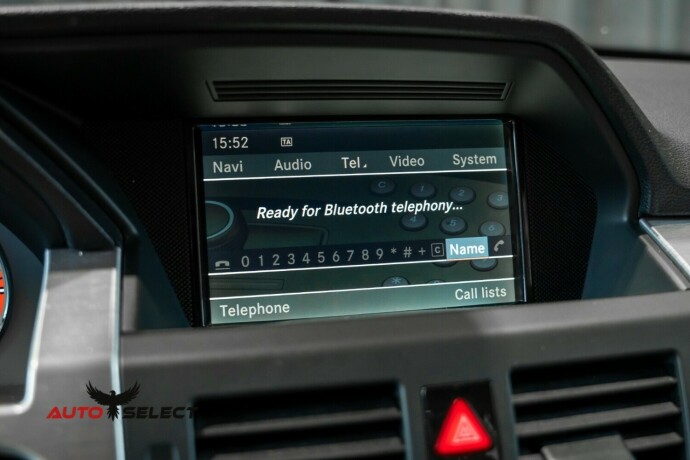 15:52 TA
Navi Audio Tel. Video System
Ready for Bluetooth telephony...
0 1 2 3 4 5 6 7 8 9 * # + C Name
Telephone Call lists
AUTO SELECT